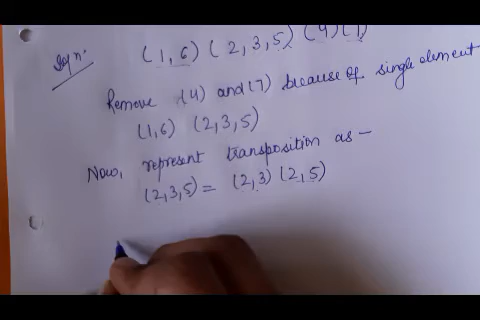 Solⁿ:
(1,6) (2,3,5) (4) (7)
Remove (4) and (7) because of single element
(1,6) (2,3,5)
Now, represent transposition as -
(2,3,5) = (2,3) (2,5)